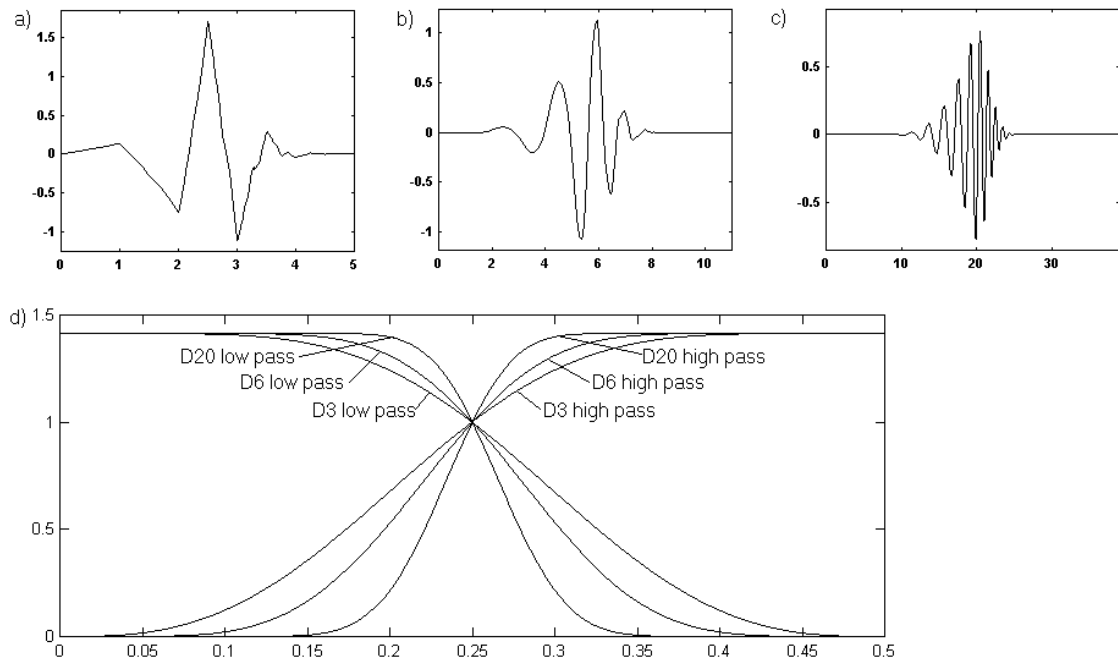 a)
1.5
1
0.5
0
-0.5
-1
0 1 2 3 4 5
b)
1
0.5
0
-0.5
-1
0 2 4 6 8 10
c)
0.5
0
-0.5
0 10 20 30
d)
1.5
1
0.5
0
D20 low pass
D6 low pass
D3 low pass
D20 high pass
D6 high pass
D3 high pass
0 0.05 0.1 0.15 0.2 0.25 0.3 0.35 0.4 0.45 0.5